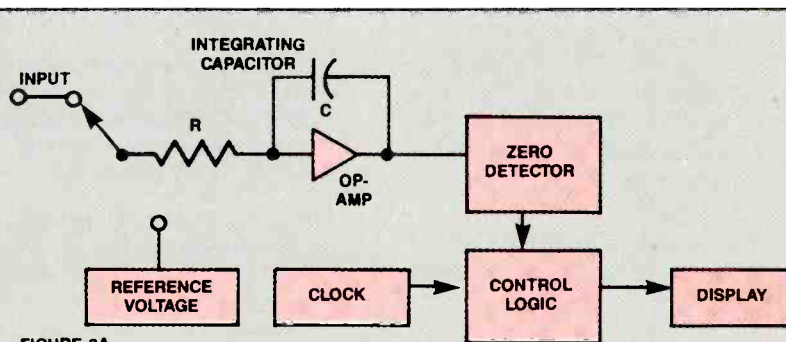 INTEGRATING
CAPACITOR
INPUT
C
R
OP-
AMP
ZERO
DETECTOR
REFERENCE
VOLTAGE
CLOCK
CONTROL
LOGIC
DISPLAY